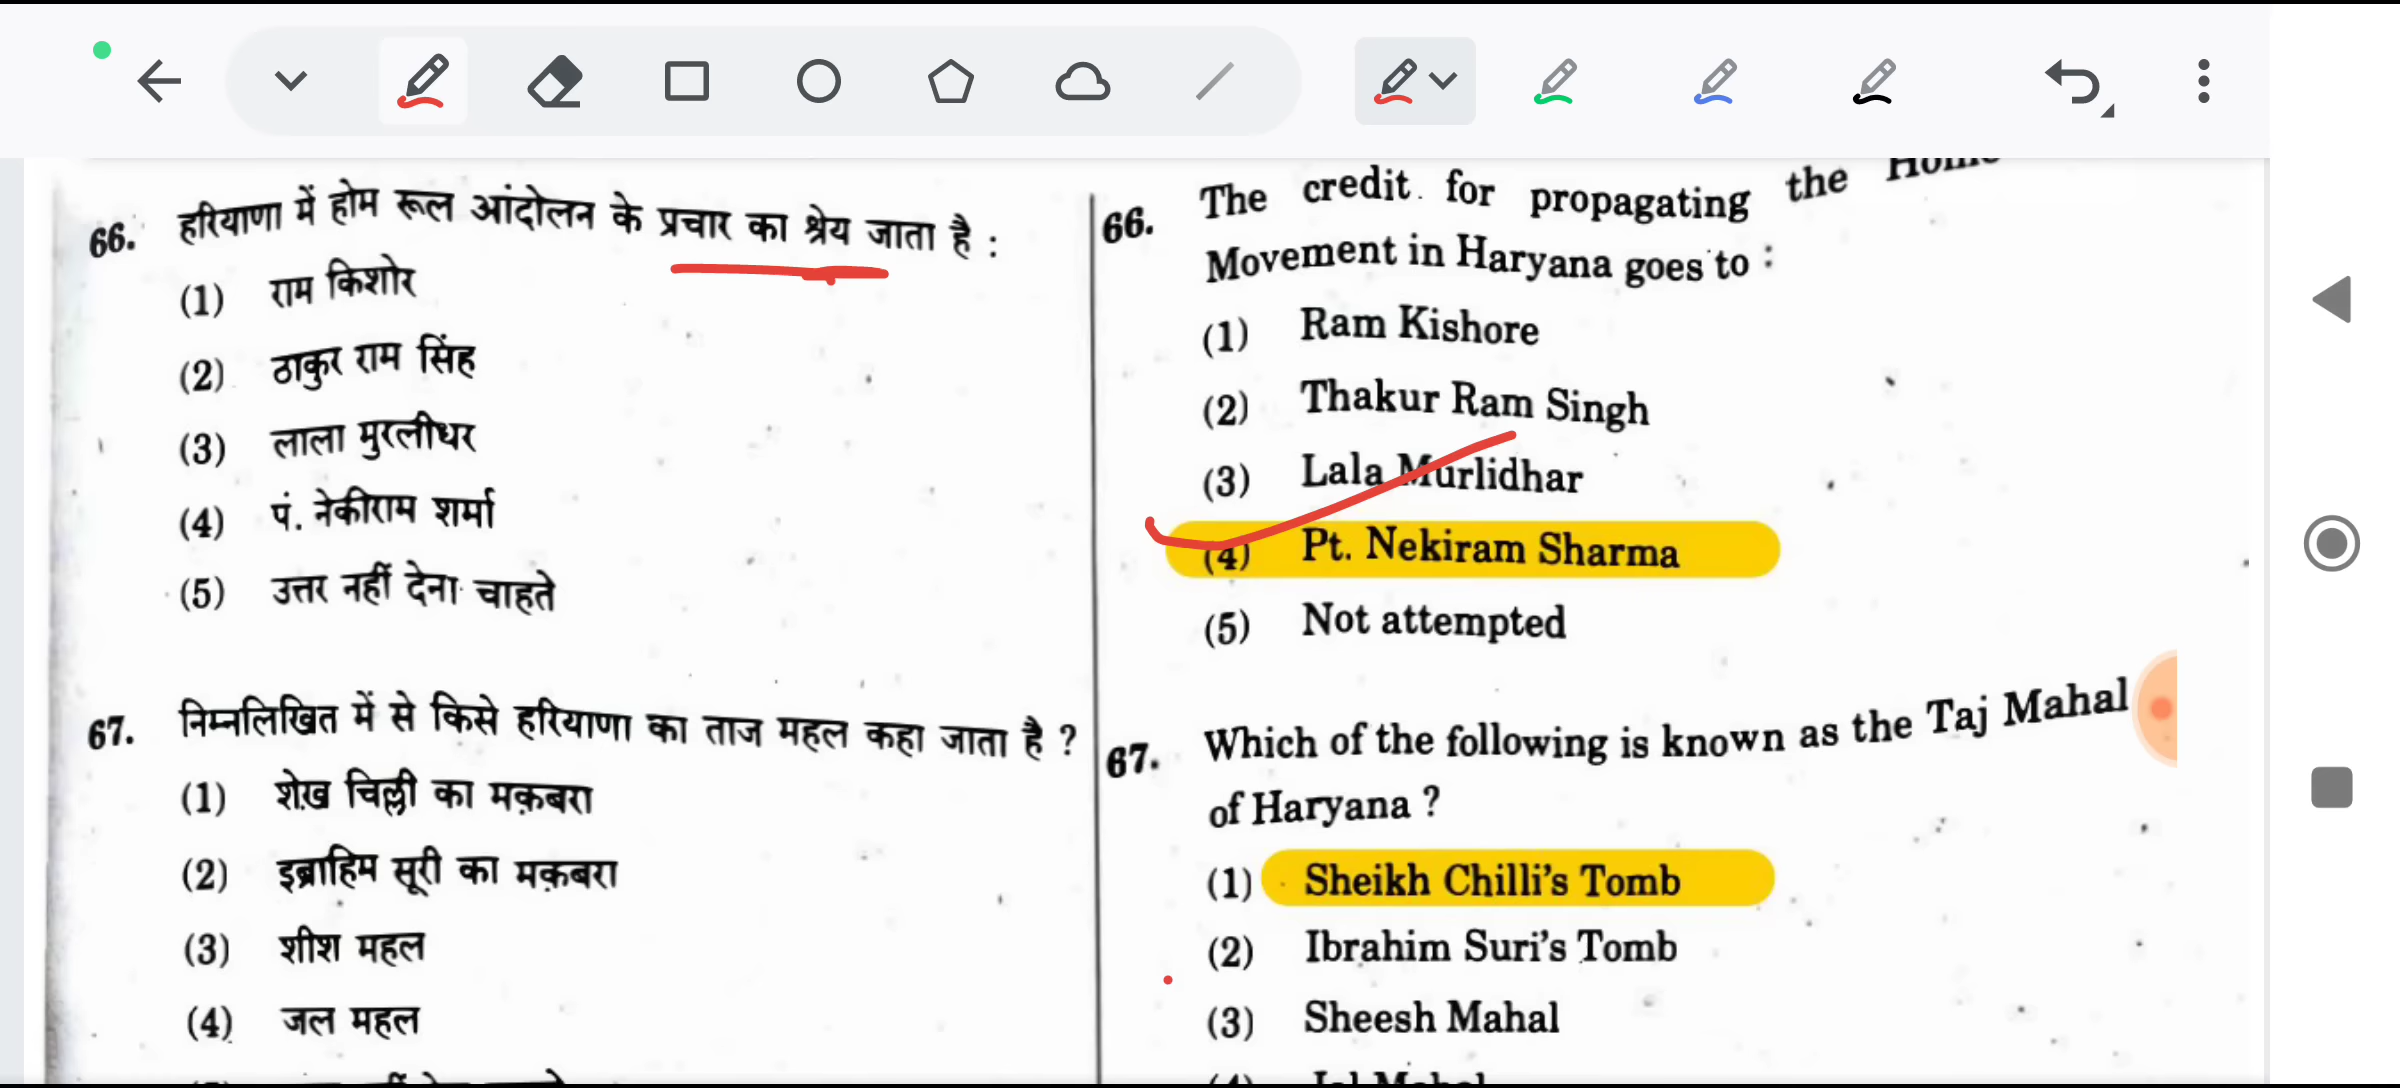 66. हरियाणा में होम रूल आंदोलन के प्रचार का श्रेय जाता है :
(1) राम किशोर
(2) ठाकुर राम सिंह
(3) लाला मुरलीधर
(4) पं. नेकीराम शर्मा
(5) उत्तर नहीं देना चाहते
67. निम्नलिखित में से किसे हरियाणा का ताज महल कहा जाता है ?
(1) शेख़ चिल्ली का मक़बरा
(2) इब्राहिम सूरी का मक़बरा
(3) शीश महल
(4) जल महल
66. The credit for propagating the
Movement in Haryana goes to :
(1) Ram Kishore
(2) Thakur Ram Singh
(3) Lala Murlidhar
(4) Pt. Nekiram Sharma
(5) Not attempted
67. Which of the following is known as the Taj Mahal
of Haryana ?
(1) Sheikh Chilli's Tomb
(2) Ibrahim Suri's Tomb
(3) Sheesh Mahal